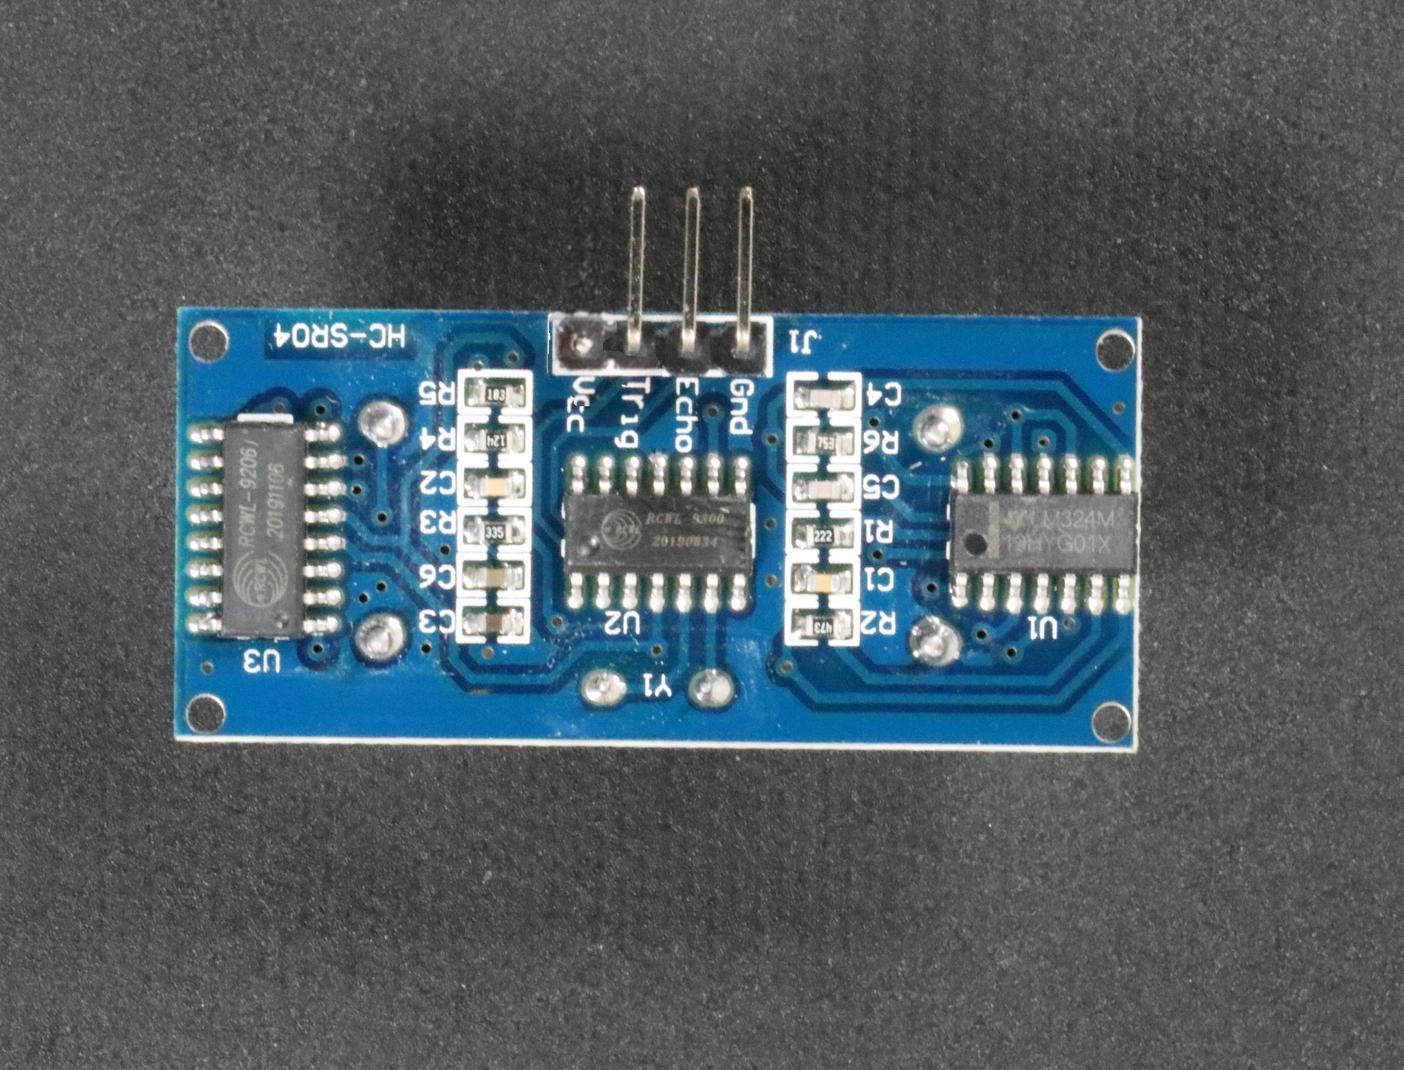 HC-SR04
J1
Vcc
Trig
Echo
Gnd
R5
103
R4
124
C2
R3
335
C6
C3
C4
R6
C5
R1
222
C1
R2
473
RCWL-9206/
20191106
U3
RCWL 9300
20190834
U2
Y1
LM324M
19HYG01X
U1